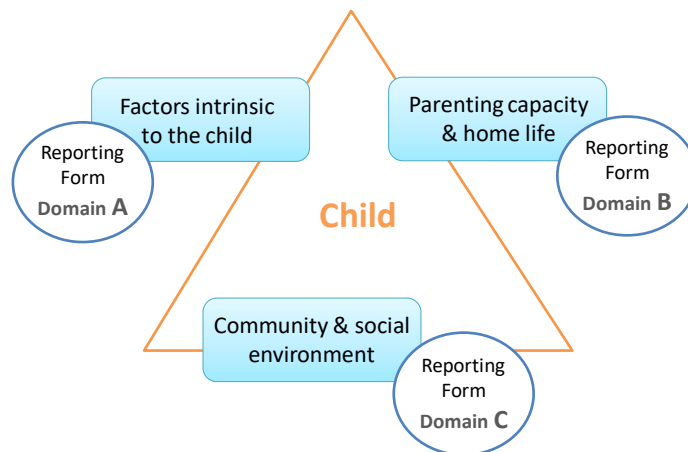 Factors intrinsic
to the child
Reporting
Form
Domain A
Parenting capacity
& home life
Reporting
Form
Domain B
Child
Community & social
environment
Reporting
Form
Domain C